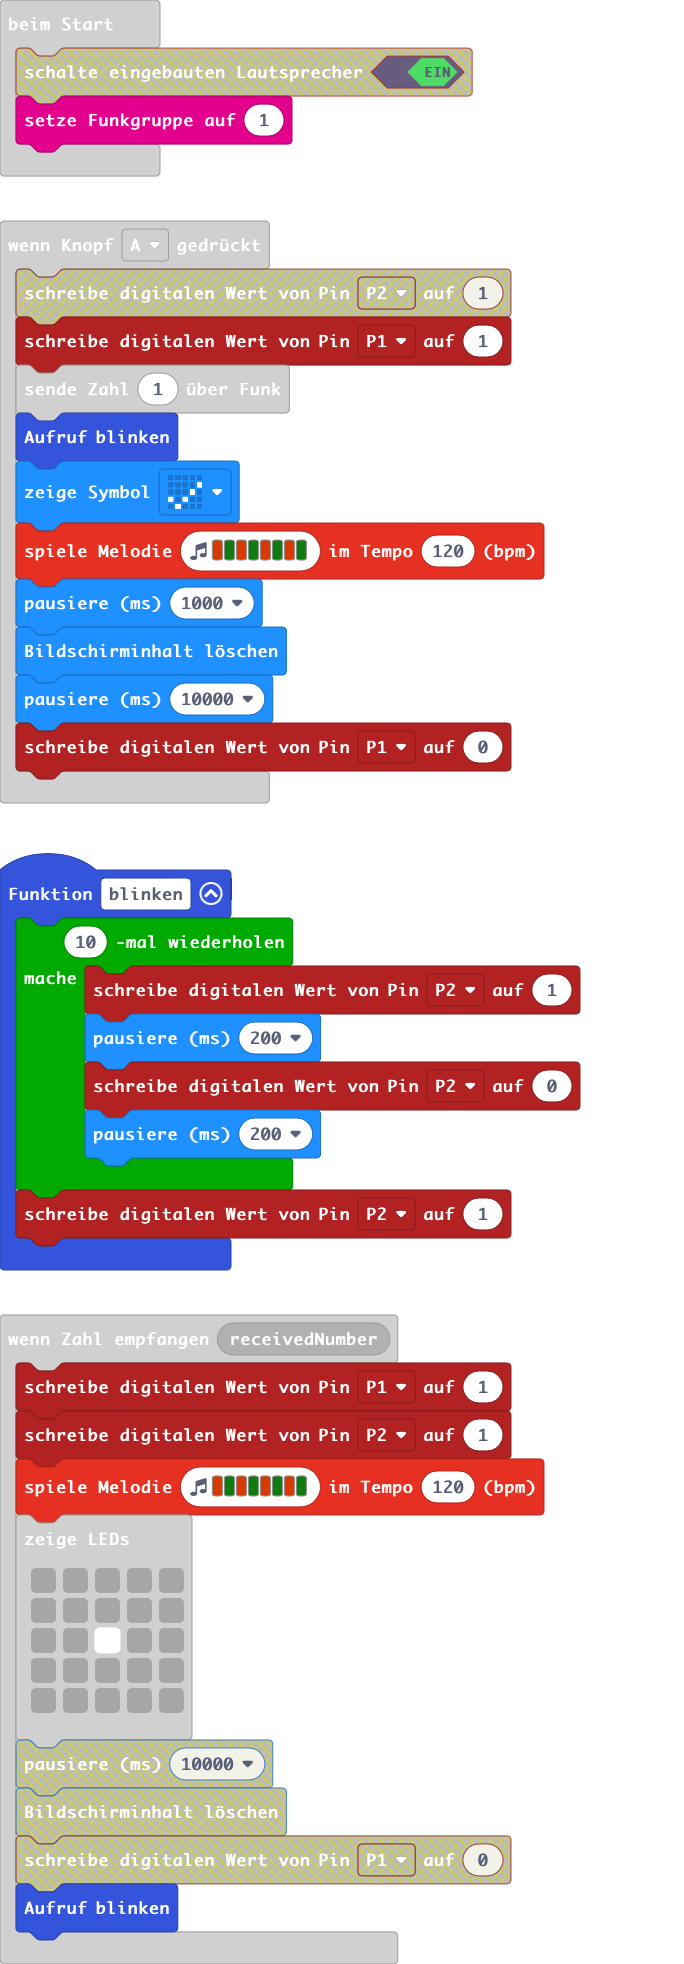 beim Start
schalte eingebauten Lautsprecher EIN
setze Funkgruppe auf 1
wenn Knopf A gedrückt
schreibe digitalen Wert von Pin P2 auf 1
schreibe digitalen Wert von Pin P1 auf 1
sende Zahl 1 über Funk
Aufruf blinken
zeige Symbol
spiele Melodie im Tempo 120 (bpm)
pausiere (ms) 1000
Bildschirminhalt löschen
pausiere (ms) 10000
schreibe digitalen Wert von Pin P1 auf 0
Funktion blinken
10 -mal wiederholen
mache
schreibe digitalen Wert von Pin P2 auf 1
pausiere (ms) 200
schreibe digitalen Wert von Pin P2 auf 0
pausiere (ms) 200
schreibe digitalen Wert von Pin P2 auf 1
wenn Zahl empfangen receivedNumber
schreibe digitalen Wert von Pin P1 auf 1
schreibe digitalen Wert von Pin P2 auf 1
spiele Melodie im Tempo 120 (bpm)
zeige LEDs
pausiere (ms) 10000
Bildschirminhalt löschen
schreibe digitalen Wert von Pin P1 auf 0
Aufruf blinken